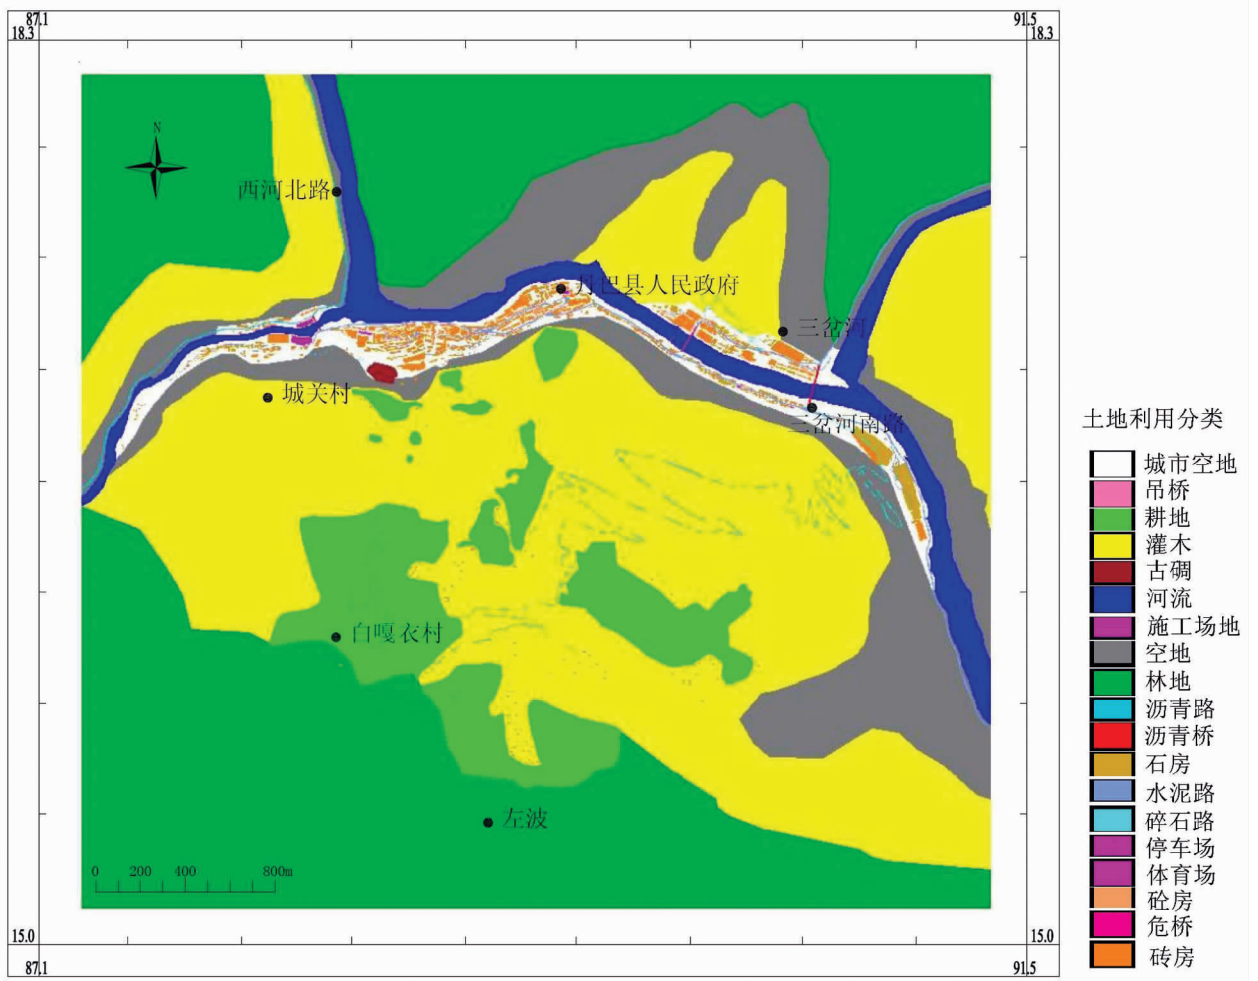 87.1
91.5
18.3
18.3
N
西河北路
丹巴县人民政府
三岔河
城关村
三岔河南路
白嘎衣村
左波
0 200 400 800m
15.0
15.0
87.1
91.5
土地利用分类
城市空地
吊桥
耕地
灌木
古碉
河流
施工场地
空地
林地
沥青路
沥青桥
石房
水泥路
碎石路
停车场
体育场
砼房
危桥
砖房